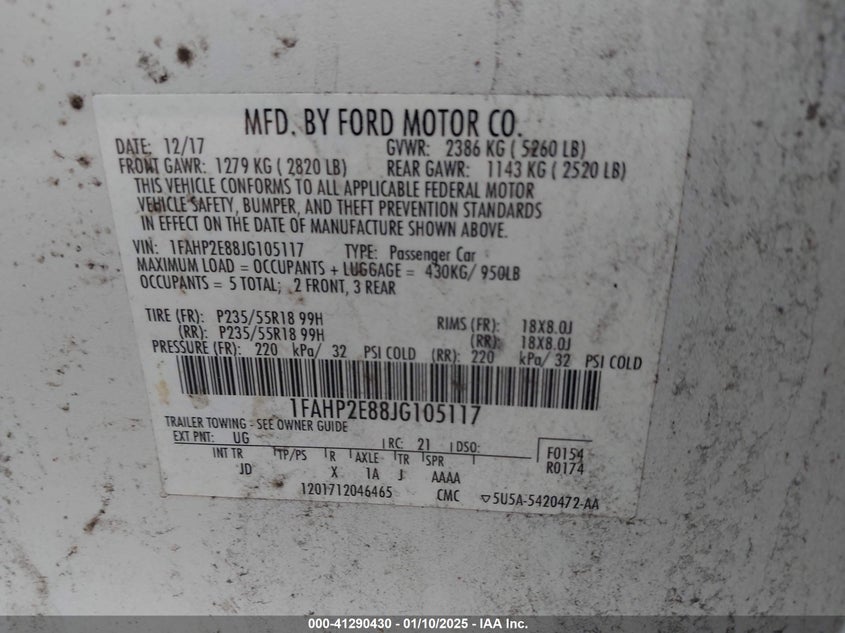 MFD. BY FORD MOTOR CO.
DATE: 12/17 GVWR: 2386 KG ( 5260 LB)
FRONT GAWR: 1279 KG ( 2820 LB) REAR GAWR: 1143 KG ( 2520 LB)
THIS VEHICLE CONFORMS TO ALL APPLICABLE FEDERAL MOTOR
VEHICLE SAFETY, BUMPER, AND THEFT PREVENTION STANDARDS
IN EFFECT ON THE DATE OF MANUFACTURE SHOWN ABOVE.
VIN: 1FAHP2E88JG105117 TYPE: Passenger Car
MAXIMUM LOAD = OCCUPANTS + LUGGAGE = 430KG/ 950LB
OCCUPANTS = 5 TOTAL; 2 FRONT, 3 REAR
TIRE (FR): P235/55R18 99H RIMS (FR): 18X8.0J
(RR): P235/55R18 99H (RR): 18X8.0J
PRESSURE (FR): 220 kPa/ 32 PSI COLD (RR): 220 kPa/ 32 PSI COLD
1FAHP2E88JG105117
TRAILER TOWING - SEE OWNER GUIDE
EXT PNT: UG RC: 21 DSO: F0154
INT TR TP/PS R AXLE TR SPR R0174
JD X 1A J AAAA
1201712046465 CMC ▽5U5A-5420472-AA
000-41290430 - 01/10/2025 - IAA Inc.